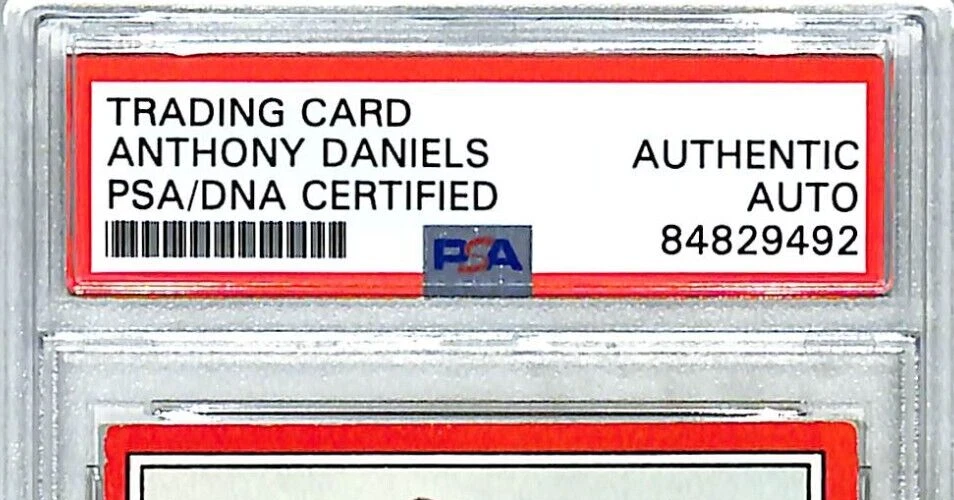 TRADING CARD
ANTHONY DANIELS
PSA/DNA CERTIFIED
AUTHENTIC
AUTO
84829492
PSA